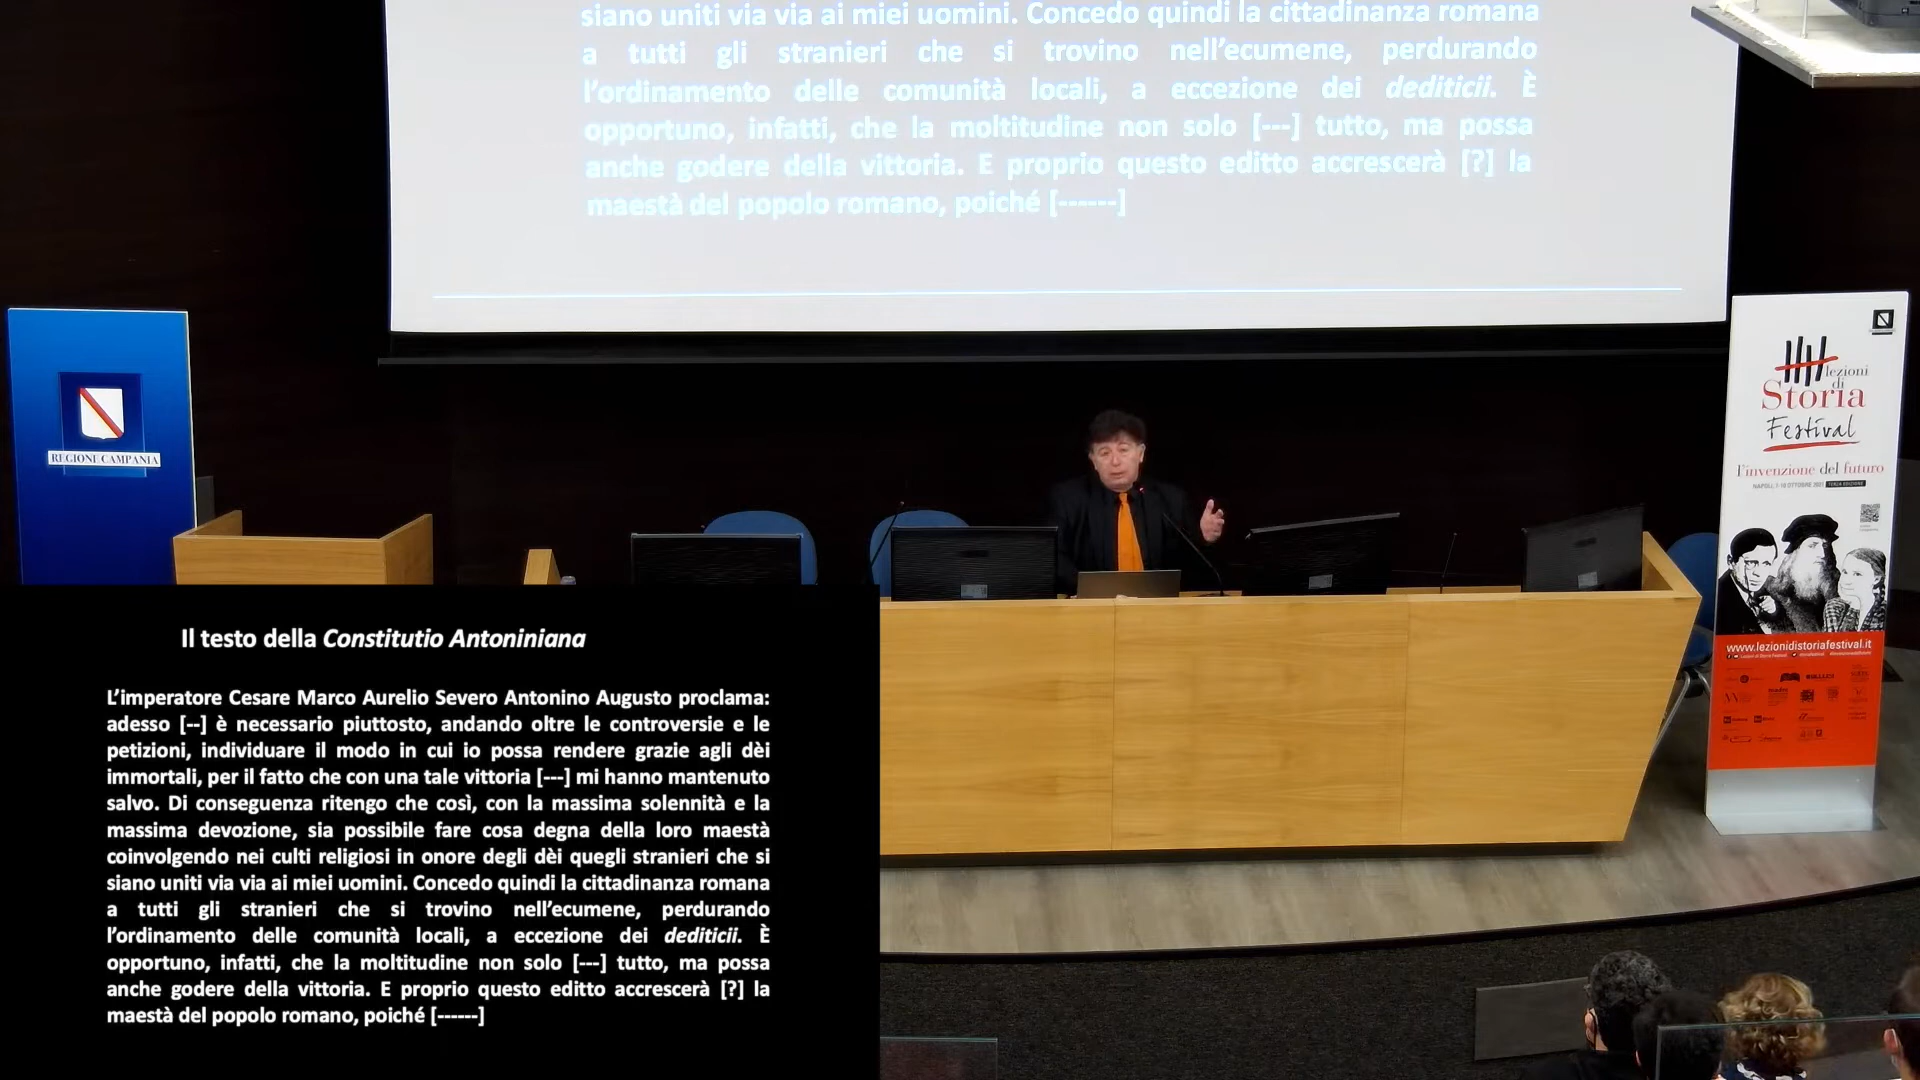 siano uniti via via ai miei uomini. Concedo quindi la cittadinanza romana
a tutti gli stranieri che si trovino nell'ecumene, perdurando
l'ordinamento delle comunità locali, a eccezione dei dediticii. È
opportuno, infatti, che la moltitudine non solo [---] tutto, ma possa
anche godere della vittoria. E proprio questo editto accrescerà [?] la
maestà del popolo romano, poiché [------]
REGIONE CAMPANIA
lezioni
di
Storia
Festival
l'invenzione del futuro
NAPOLI, 7-10 OTTOBRE 2021 TERZA EDIZIONE
www.lezionidistoriafestival.it
Il testo della Constitutio Antoniniana
L'imperatore Cesare Marco Aurelio Severo Antonino Augusto proclama:
adesso [--] è necessario piuttosto, andando oltre le controversie e le
petizioni, individuare il modo in cui io possa rendere grazie agli dèi
immortali, per il fatto che con una tale vittoria [---] mi hanno mantenuto
salvo. Di conseguenza ritengo che così, con la massima solennità e la
massima devozione, sia possibile fare cosa degna della loro maestà
coinvolgendo nei culti religiosi in onore degli dèi quegli stranieri che si
siano uniti via via ai miei uomini. Concedo quindi la cittadinanza romana
a tutti gli stranieri che si trovino nell'ecumene, perdurando
l'ordinamento delle comunità locali, a eccezione dei dediticii. È
opportuno, infatti, che la moltitudine non solo [---] tutto, ma possa
anche godere della vittoria. E proprio questo editto accrescerà [?] la
maestà del popolo romano, poiché [------]